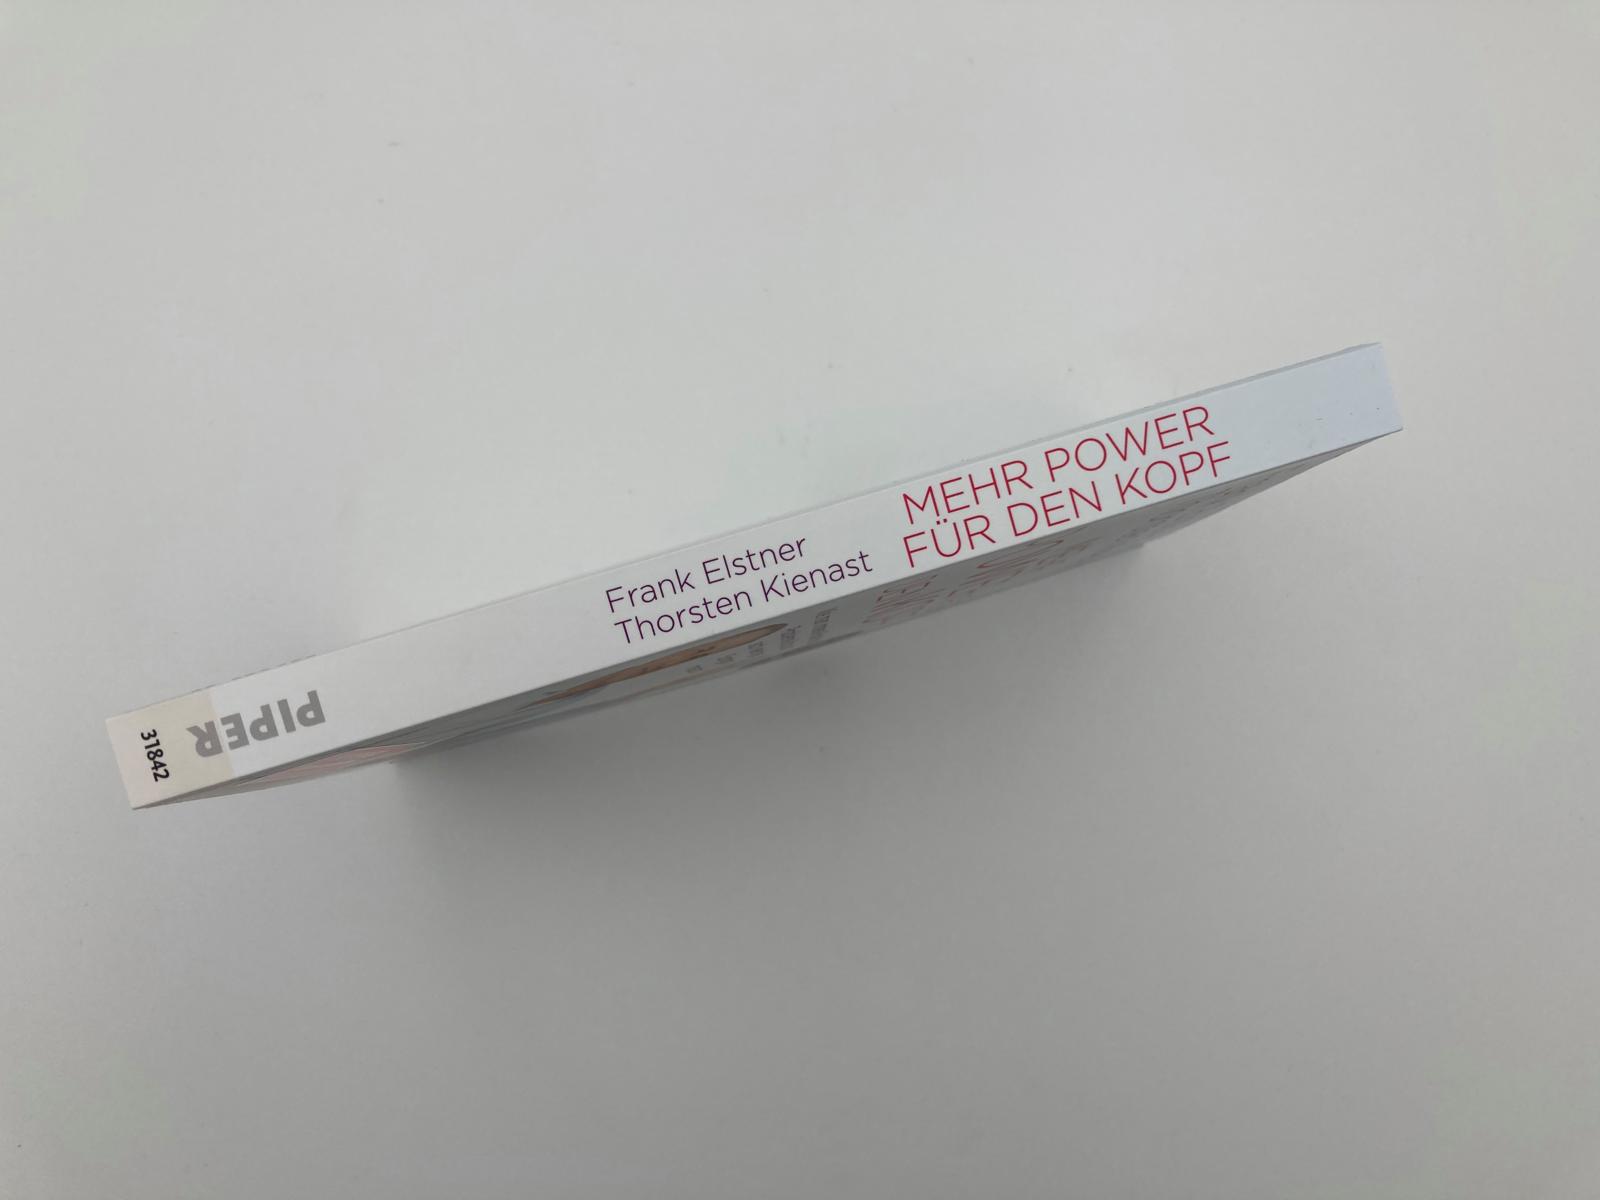 Frank Elstner
Thorsten Kienast
MEHR POWER
FÜR DEN KOPF
PIPER
31842